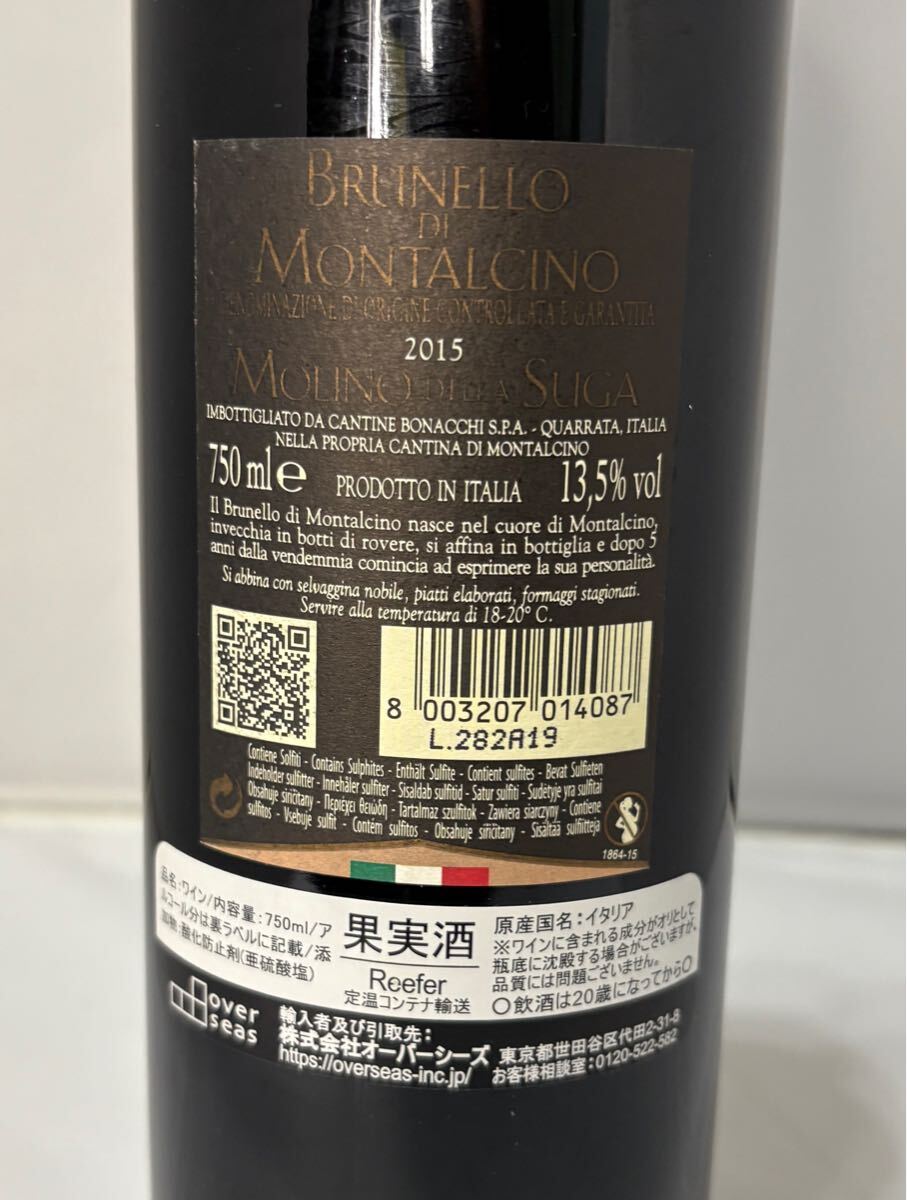 BRUNELLO
DI
MONTALCINO
DENOMINAZIONE DI ORIGINE CONTROLLATA E GARANTITA
2015
MOLINO DELLA SUGA
IMBOTTIGLIATO DA CANTINE BONACCHI S.P.A. - QUARRATA, ITALIA
NELLA PROPRIA CANTINA DI MONTALCINO
750 ml e PRODOTTO IN ITALIA 13,5% vol
Il Brunello di Montalcino nasce nel cuore di Montalcino,
invecchia in botti di rovere, si affina in bottiglia e dopo 5
anni dalla vendemmia comincia ad esprimere la sua personalità.
Si abbina con selvaggina nobile, piatti elaborati, formaggi stagionati.
Servire alla temperatura di 18-20° C.
8 003207 014087
L.282A19
Contiene Solfiti - Contains Sulphites - Enthält Sulfite - Contient sulfites - Bevat Sulfieten
Indeholder sulfitter - Innehåler sulfiter - Sisaldab sulfitid - Satur sulfiti - Sudėtyje yra sulfitai
Obsahuje siričitany - Περιέχει θειώδη - Tartalmaz szulfitok - Zawiera siarczyny - Contiene
sulfitos - Vsebuje sulfit - Contém sulfitos - Obsahuje siřičitany - Sisältää sulfiitteja
1864-15
品名:ワイン/内容量:750ml/ア
ルコール分は裏ラベルに記載/添
加物:酸化防止剤(亜硫酸塩)
果実酒
Reefer
定温コンテナ輸送
原産国名:イタリア
※ワインに含まれる成分がオリとして
瓶底に沈殿する場合がございますが、
品質には問題ございません。
〇飲酒は20歳になってから〇
over
seas
輸入者及び引取先:
株式会社オーバーシーズ
https://overseas-inc.jp/
東京都世田谷区代田2-31-8
お客様相談室:0120-522-582